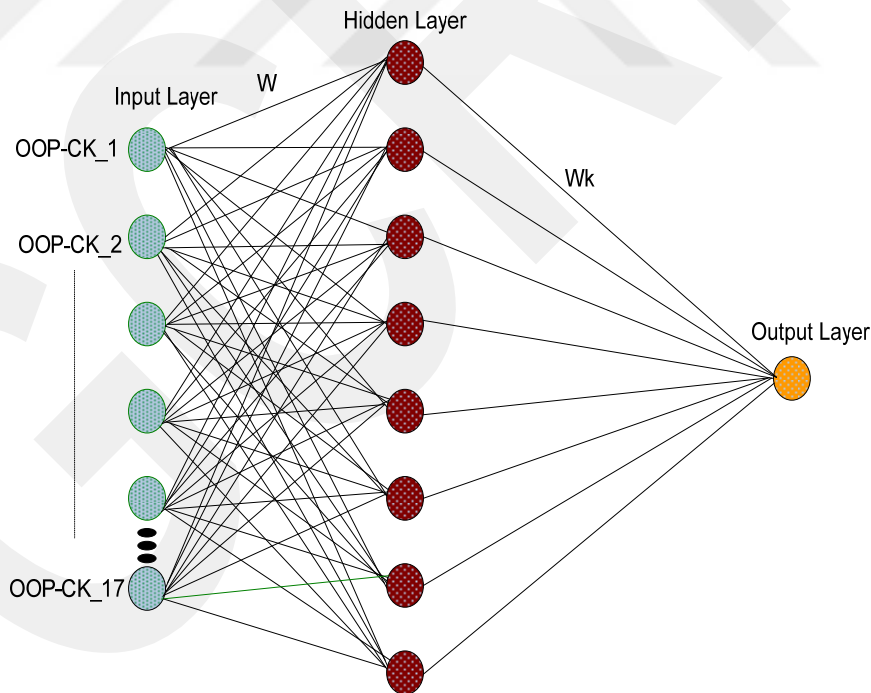 Hidden Layer
W
Input Layer
OOP-CK_1
Wk
OOP-CK_2
Output Layer
OOP-CK_17